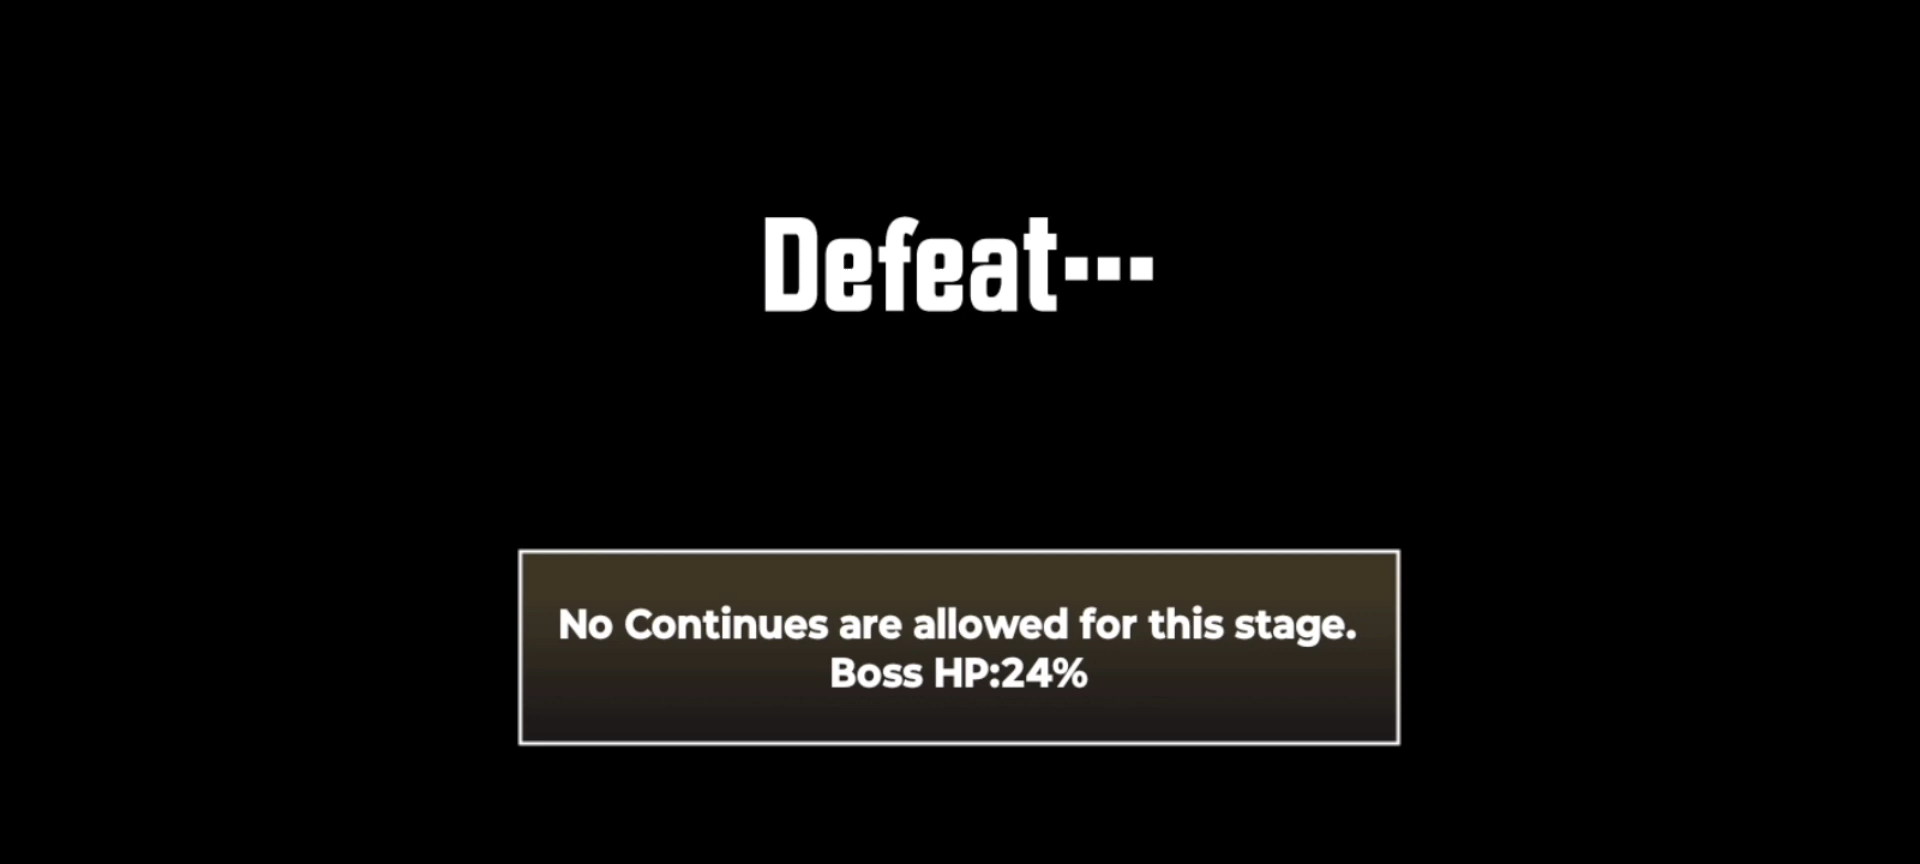 Defeat···
No Continues are allowed for this stage.
Boss HP:24%